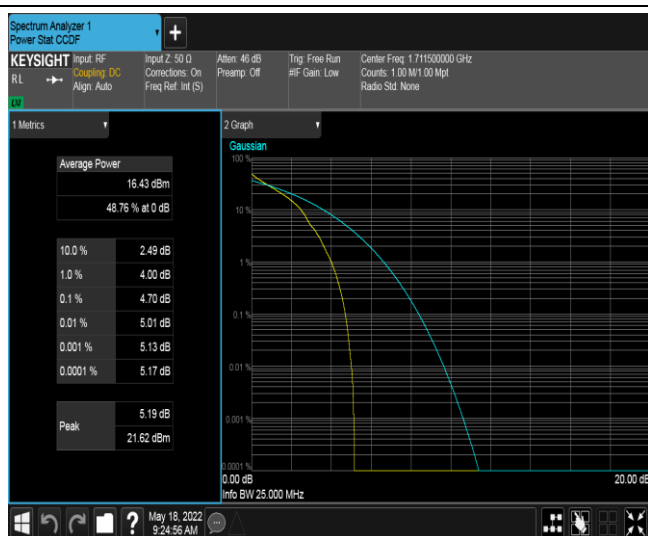 Spectrum Analyzer 1
Power Stat CCDF
+
KEYSIGHT
RL
LXI
Input: RF
Coupling: DC
Align: Auto
Input Z: 50 Ω
Corrections: On
Freq Ref: Int (S)
Atten: 46 dB
Preamp: Off
Trig: Free Run
#IF Gain: Low
Center Freq: 1.711500000 GHz
Counts: 1.00 M/1.00 Mpt
Radio Std: None
1 Metrics
Average Power
16.43 dBm
48.76 % at 0 dB
10.0 % 2.49 dB
1.0 % 4.00 dB
0.1 % 4.70 dB
0.01 % 5.01 dB
0.001 % 5.13 dB
0.0001 % 5.17 dB
Peak
5.19 dB
21.62 dBm
2 Graph
Gaussian
100 %
10 %
1 %
0.1 %
0.01 %
0.001 %
0.0001 %
0.00 dB 20.00 dB
Info BW 25.000 MHz
?
May 18, 2022
9:24:56 AM